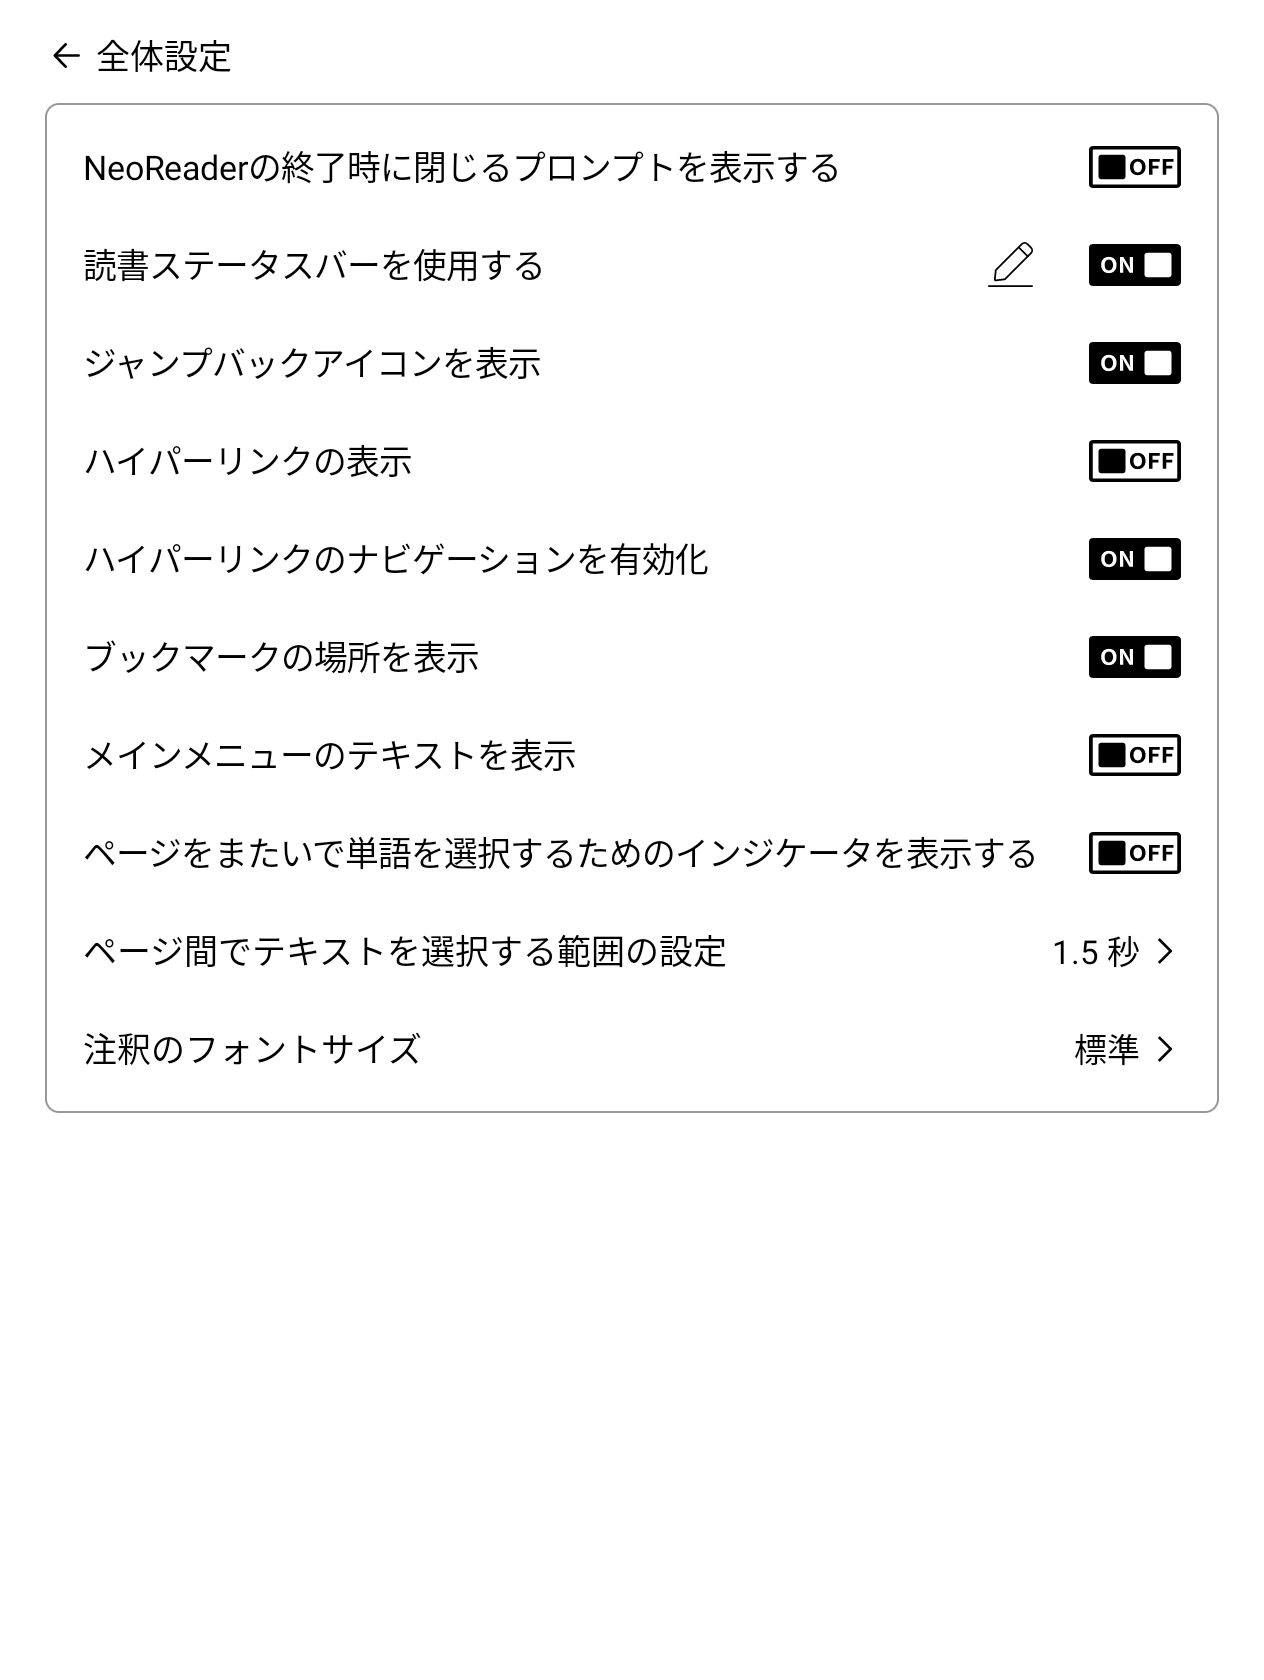 全体設定
NeoReaderの終了時に閉じるプロンプトを表示する OFF
読書ステータスバーを使用する ON
ジャンプバックアイコンを表示 ON
ハイパーリンクの表示 OFF
ハイパーリンクのナビゲーションを有効化 ON
ブックマークの場所を表示 ON
メインメニューのテキストを表示 OFF
ページをまたいで単語を選択するためのインジケータを表示する OFF
ページ間でテキストを選択する範囲の設定 1.5 秒
注釈のフォントサイズ 標準